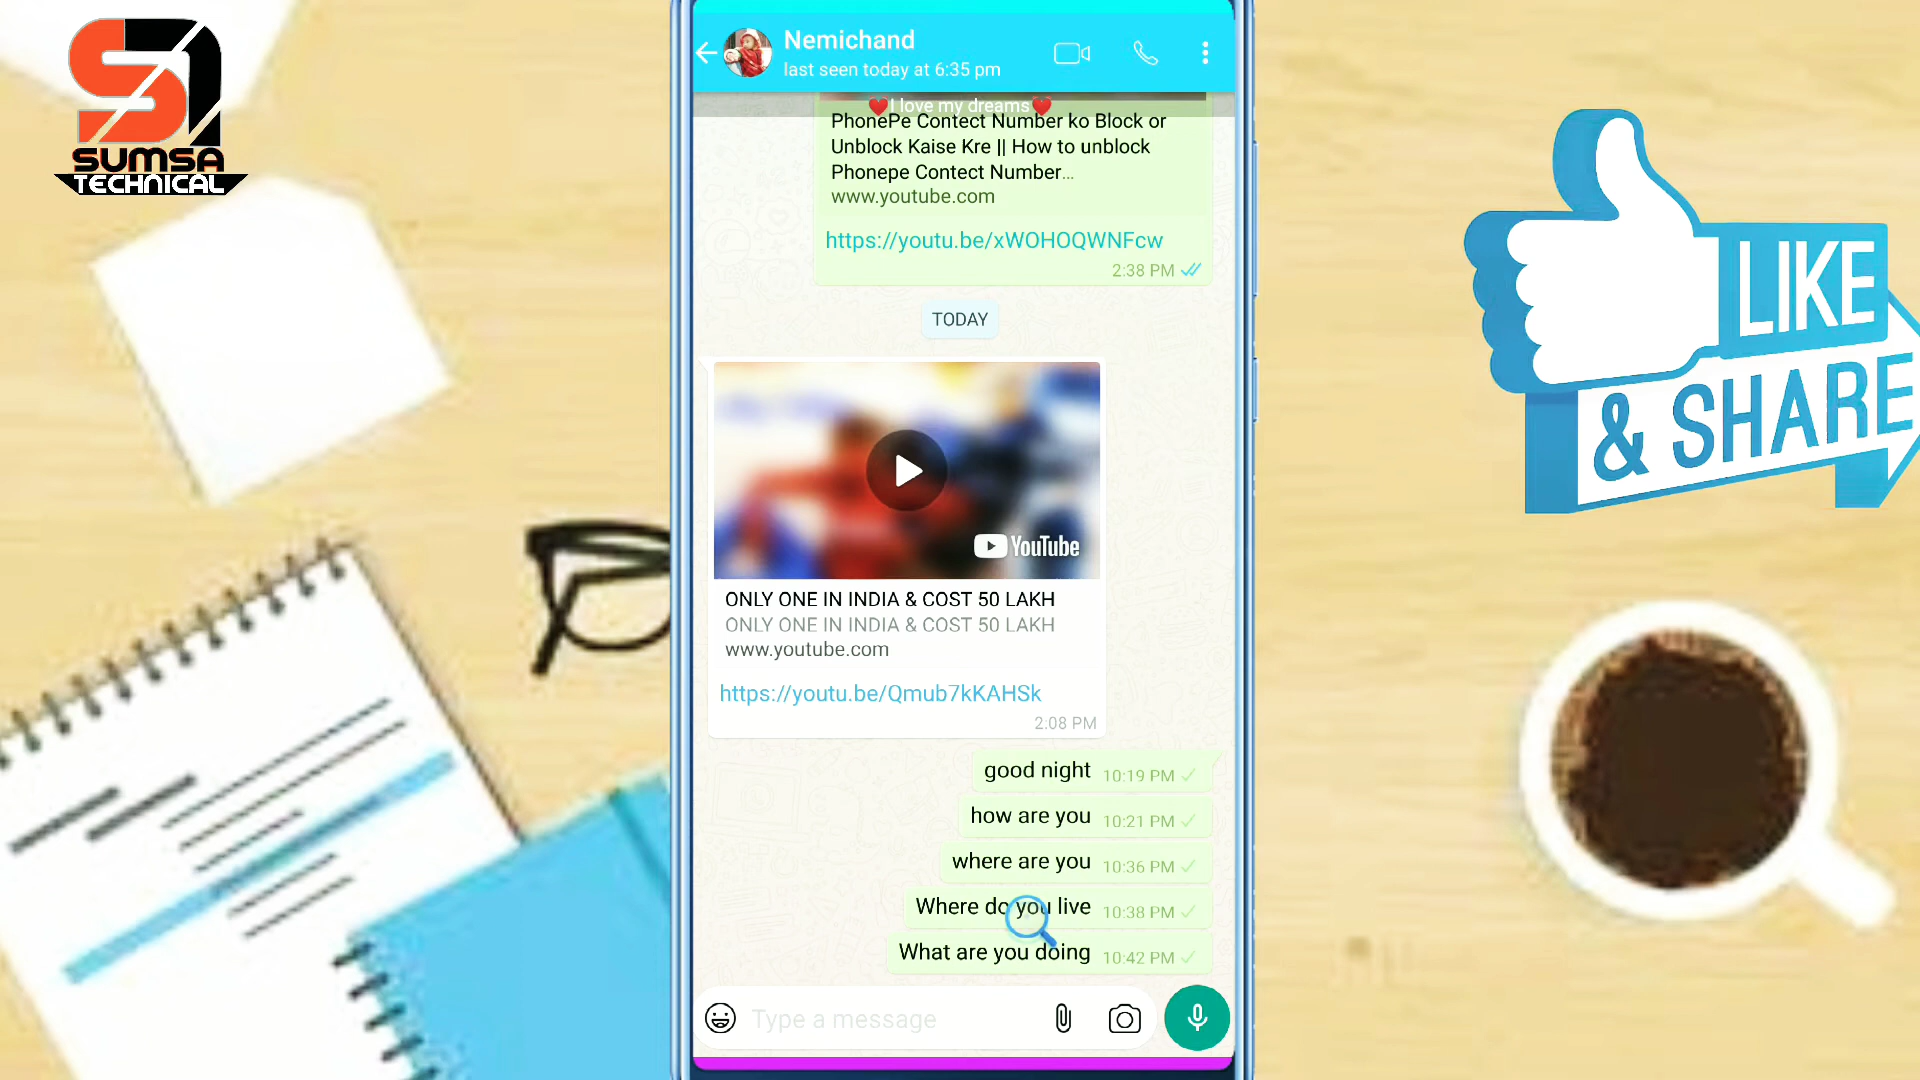 SUMSA
TECHNICAL
Nemichand
last seen today at 6:35 pm
❤️I love my dreams❤️
PhonePe Contect Number ko Block or
Unblock Kaise Kre || How to unblock
Phonepe Contect Number...
www.youtube.com
https://youtu.be/xWOHOQWNFcw
2:38 PM
TODAY
YouTube
ONLY ONE IN INDIA & COST 50 LAKH
ONLY ONE IN INDIA & COST 50 LAKH
www.youtube.com
https://youtu.be/Qmub7kKAHSk
2:08 PM
good night 10:19 PM
how are you 10:21 PM
where are you 10:36 PM
Where do you live 10:38 PM
What are you doing 10:42 PM
Type a message
LIKE
& SHARE